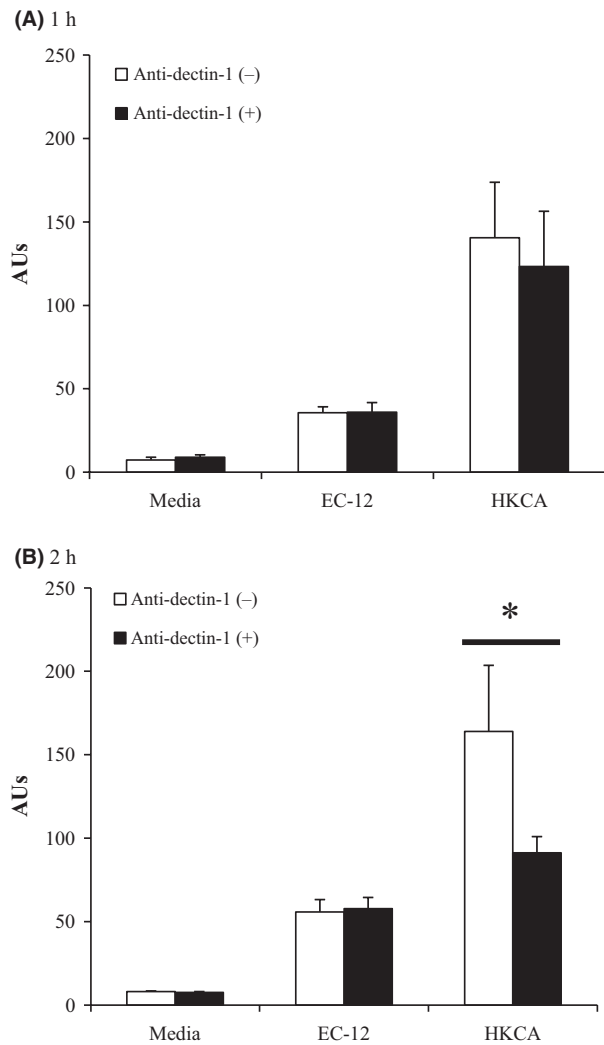 (A) 1 h
250
200
150
100
50
0
AUs
Anti-dectin-1 (–)
Anti-dectin-1 (+)
Media EC-12 HKCA
(B) 2 h
250
200
150
100
50
0
AUs
Anti-dectin-1 (–)
Anti-dectin-1 (+)
*
Media EC-12 HKCA